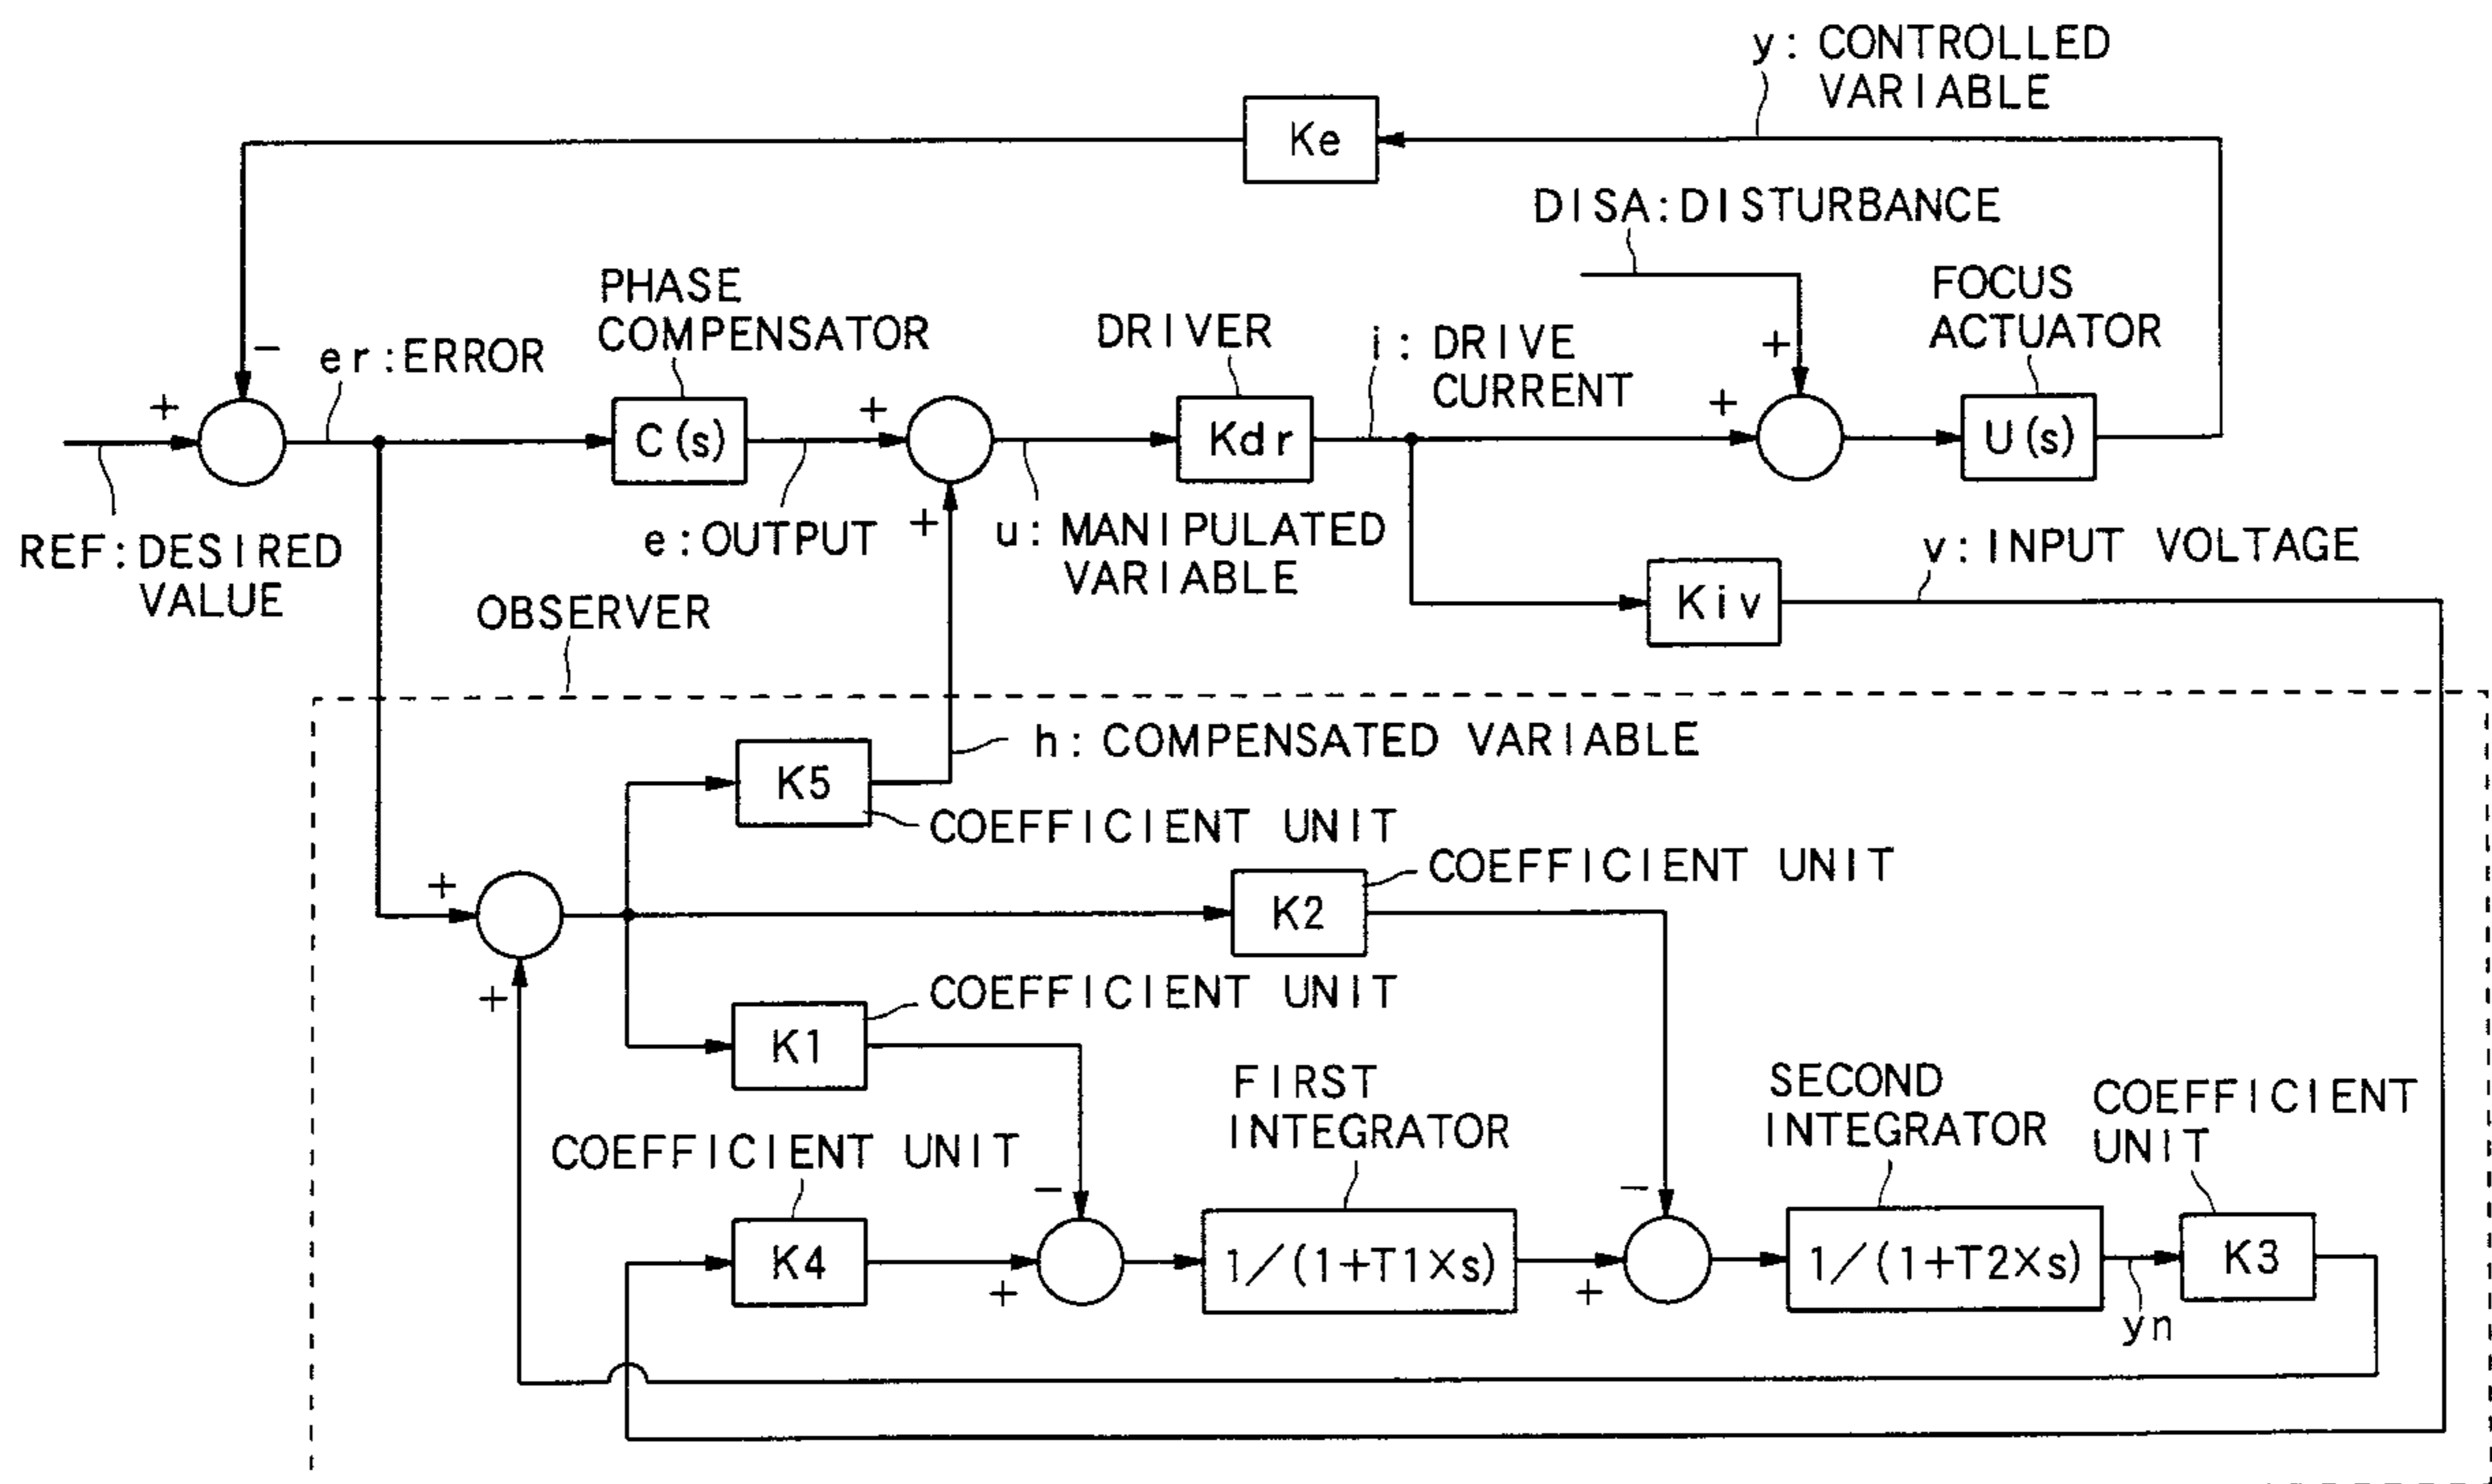 y: CONTROLLED
VARIABLE
Ke
DISA:DISTURBANCE
PHASE
COMPENSATOR
DRIVER
i: DRIVE
CURRENT
FOCUS
ACTUATOR
-
er:ERROR
+
+
+
+
C(s)
Kdr
U(s)
REF:DESIRED
VALUE
e:OUTPUT
+
u: MANIPULATED
VARIABLE
v:INPUT VOLTAGE
Kiv
OBSERVER
h: COMPENSATED VARIABLE
K5
COEFFICIENT UNIT
COEFFICIENT UNIT
+
K2
+
COEFFICIENT UNIT
K1
FIRST
INTEGRATOR
SECOND
INTEGRATOR
COEFFICIENT
UNIT
COEFFICIENT UNIT
-
-
K4
+
1/(1+T1×s)
+
1/(1+T2×s)
K3
yn